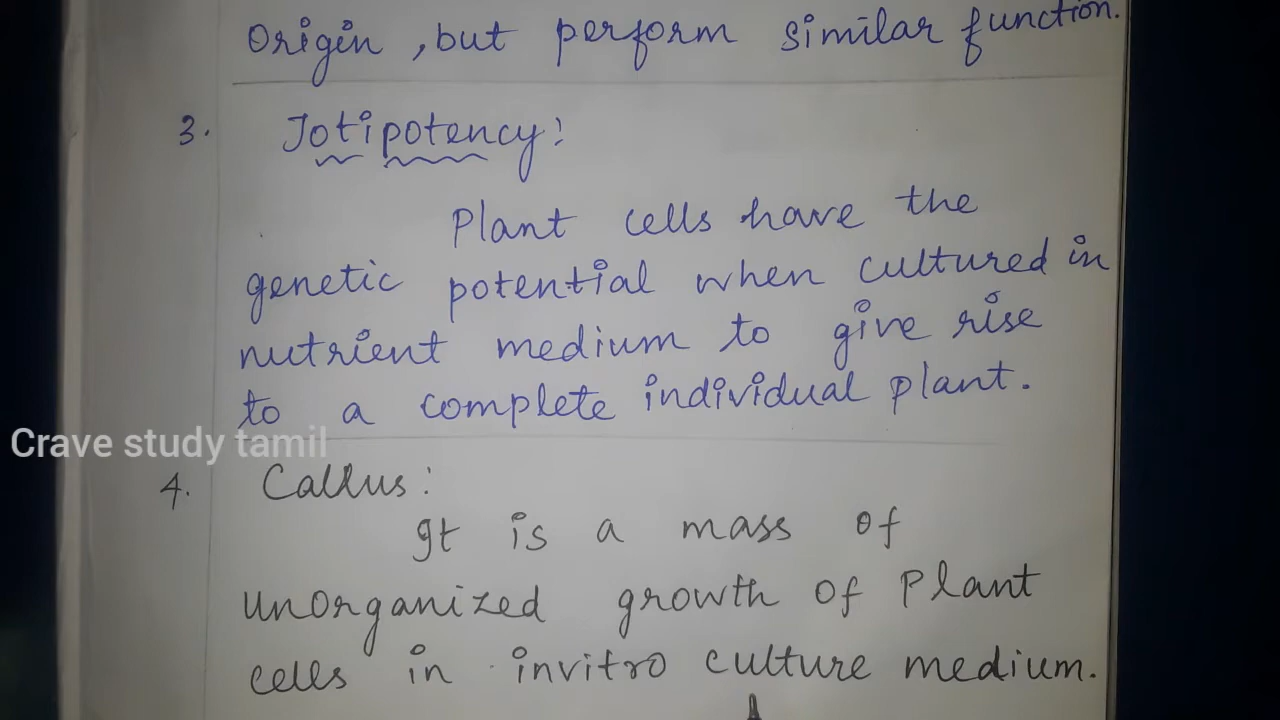 Origin, but perform similar function.
3. Totipotency:
Plant cells have the
genetic potential when cultured in
nutrient medium to give rise
to a complete individual plant.
Crave study tamil
4. Callus:
It is a mass of
unorganized growth of plant
cells in invitro culture medium.